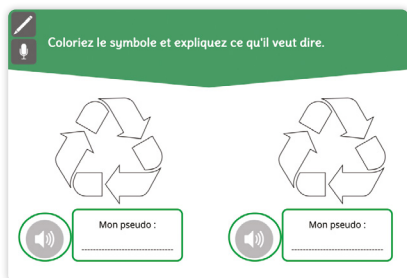 Coloriez le symbole et expliquez ce qu'il veut dire.
Mon pseudo :
Mon pseudo :